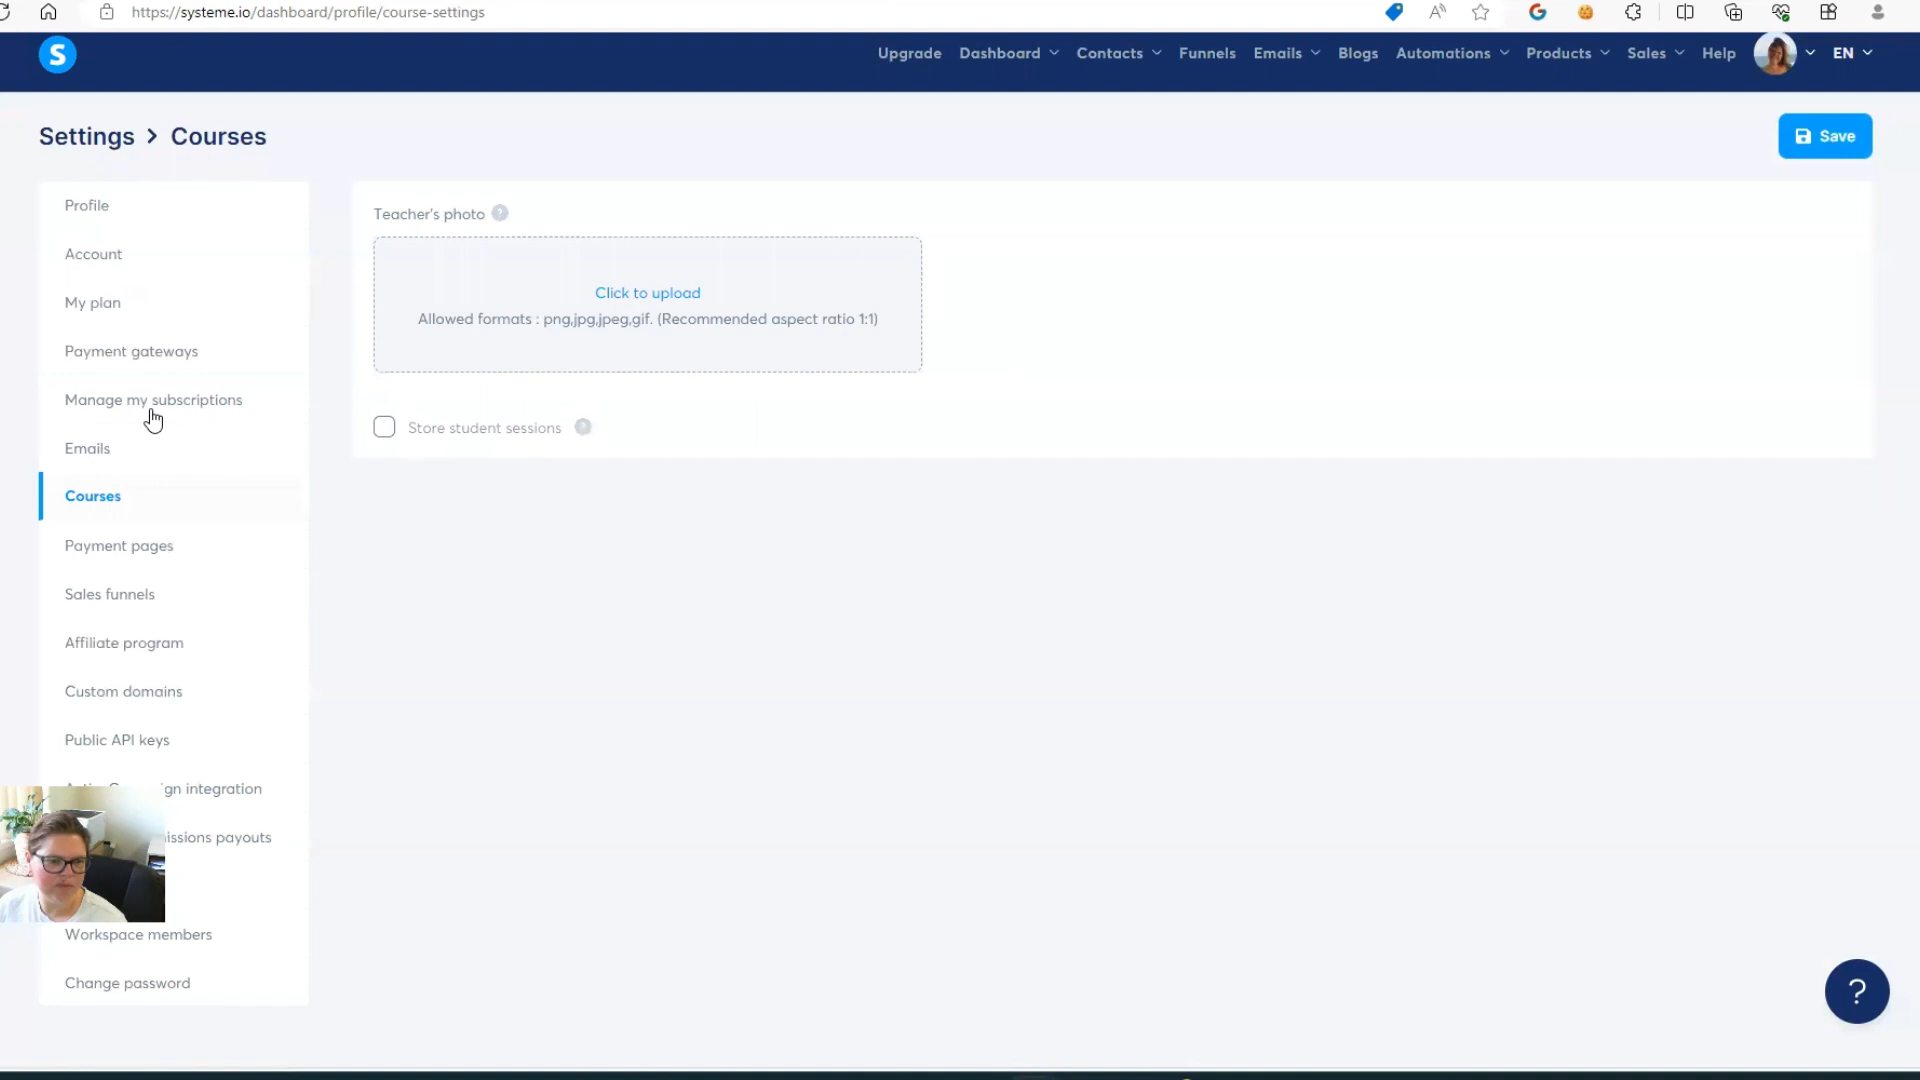 https://systeme.io/dashboard/profile/course-settings
S
Upgrade Dashboard Contacts Funnels Emails Blogs Automations Products Sales Help EN
Settings > Courses
Save
Profile
Account
My plan
Payment gateways
Manage my subscriptions
Emails
Courses
Payment pages
Sales funnels
Affiliate program
Custom domains
Public API keys
integration
payouts
Workspace members
Change password
Teacher's photo ?
Click to upload
Allowed formats : png,jpg,jpeg,gif. (Recommended aspect ratio 1:1)
Store student sessions ?
?